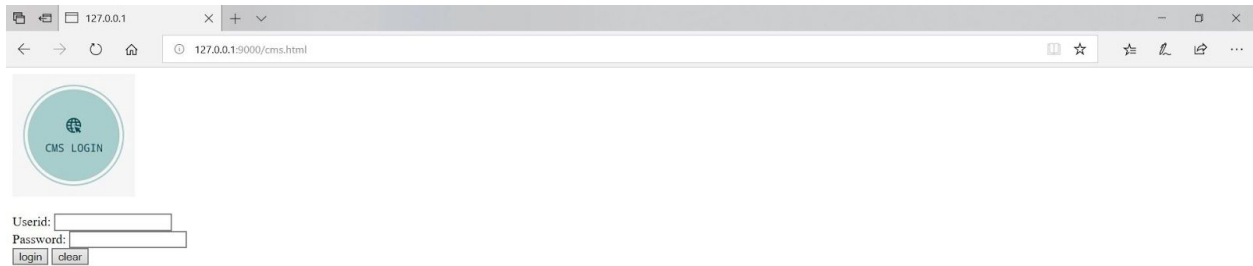 127.0.0.1
127.0.0.1:9000/cms.html
CMS LOGIN
Userid:
Password:
login clear